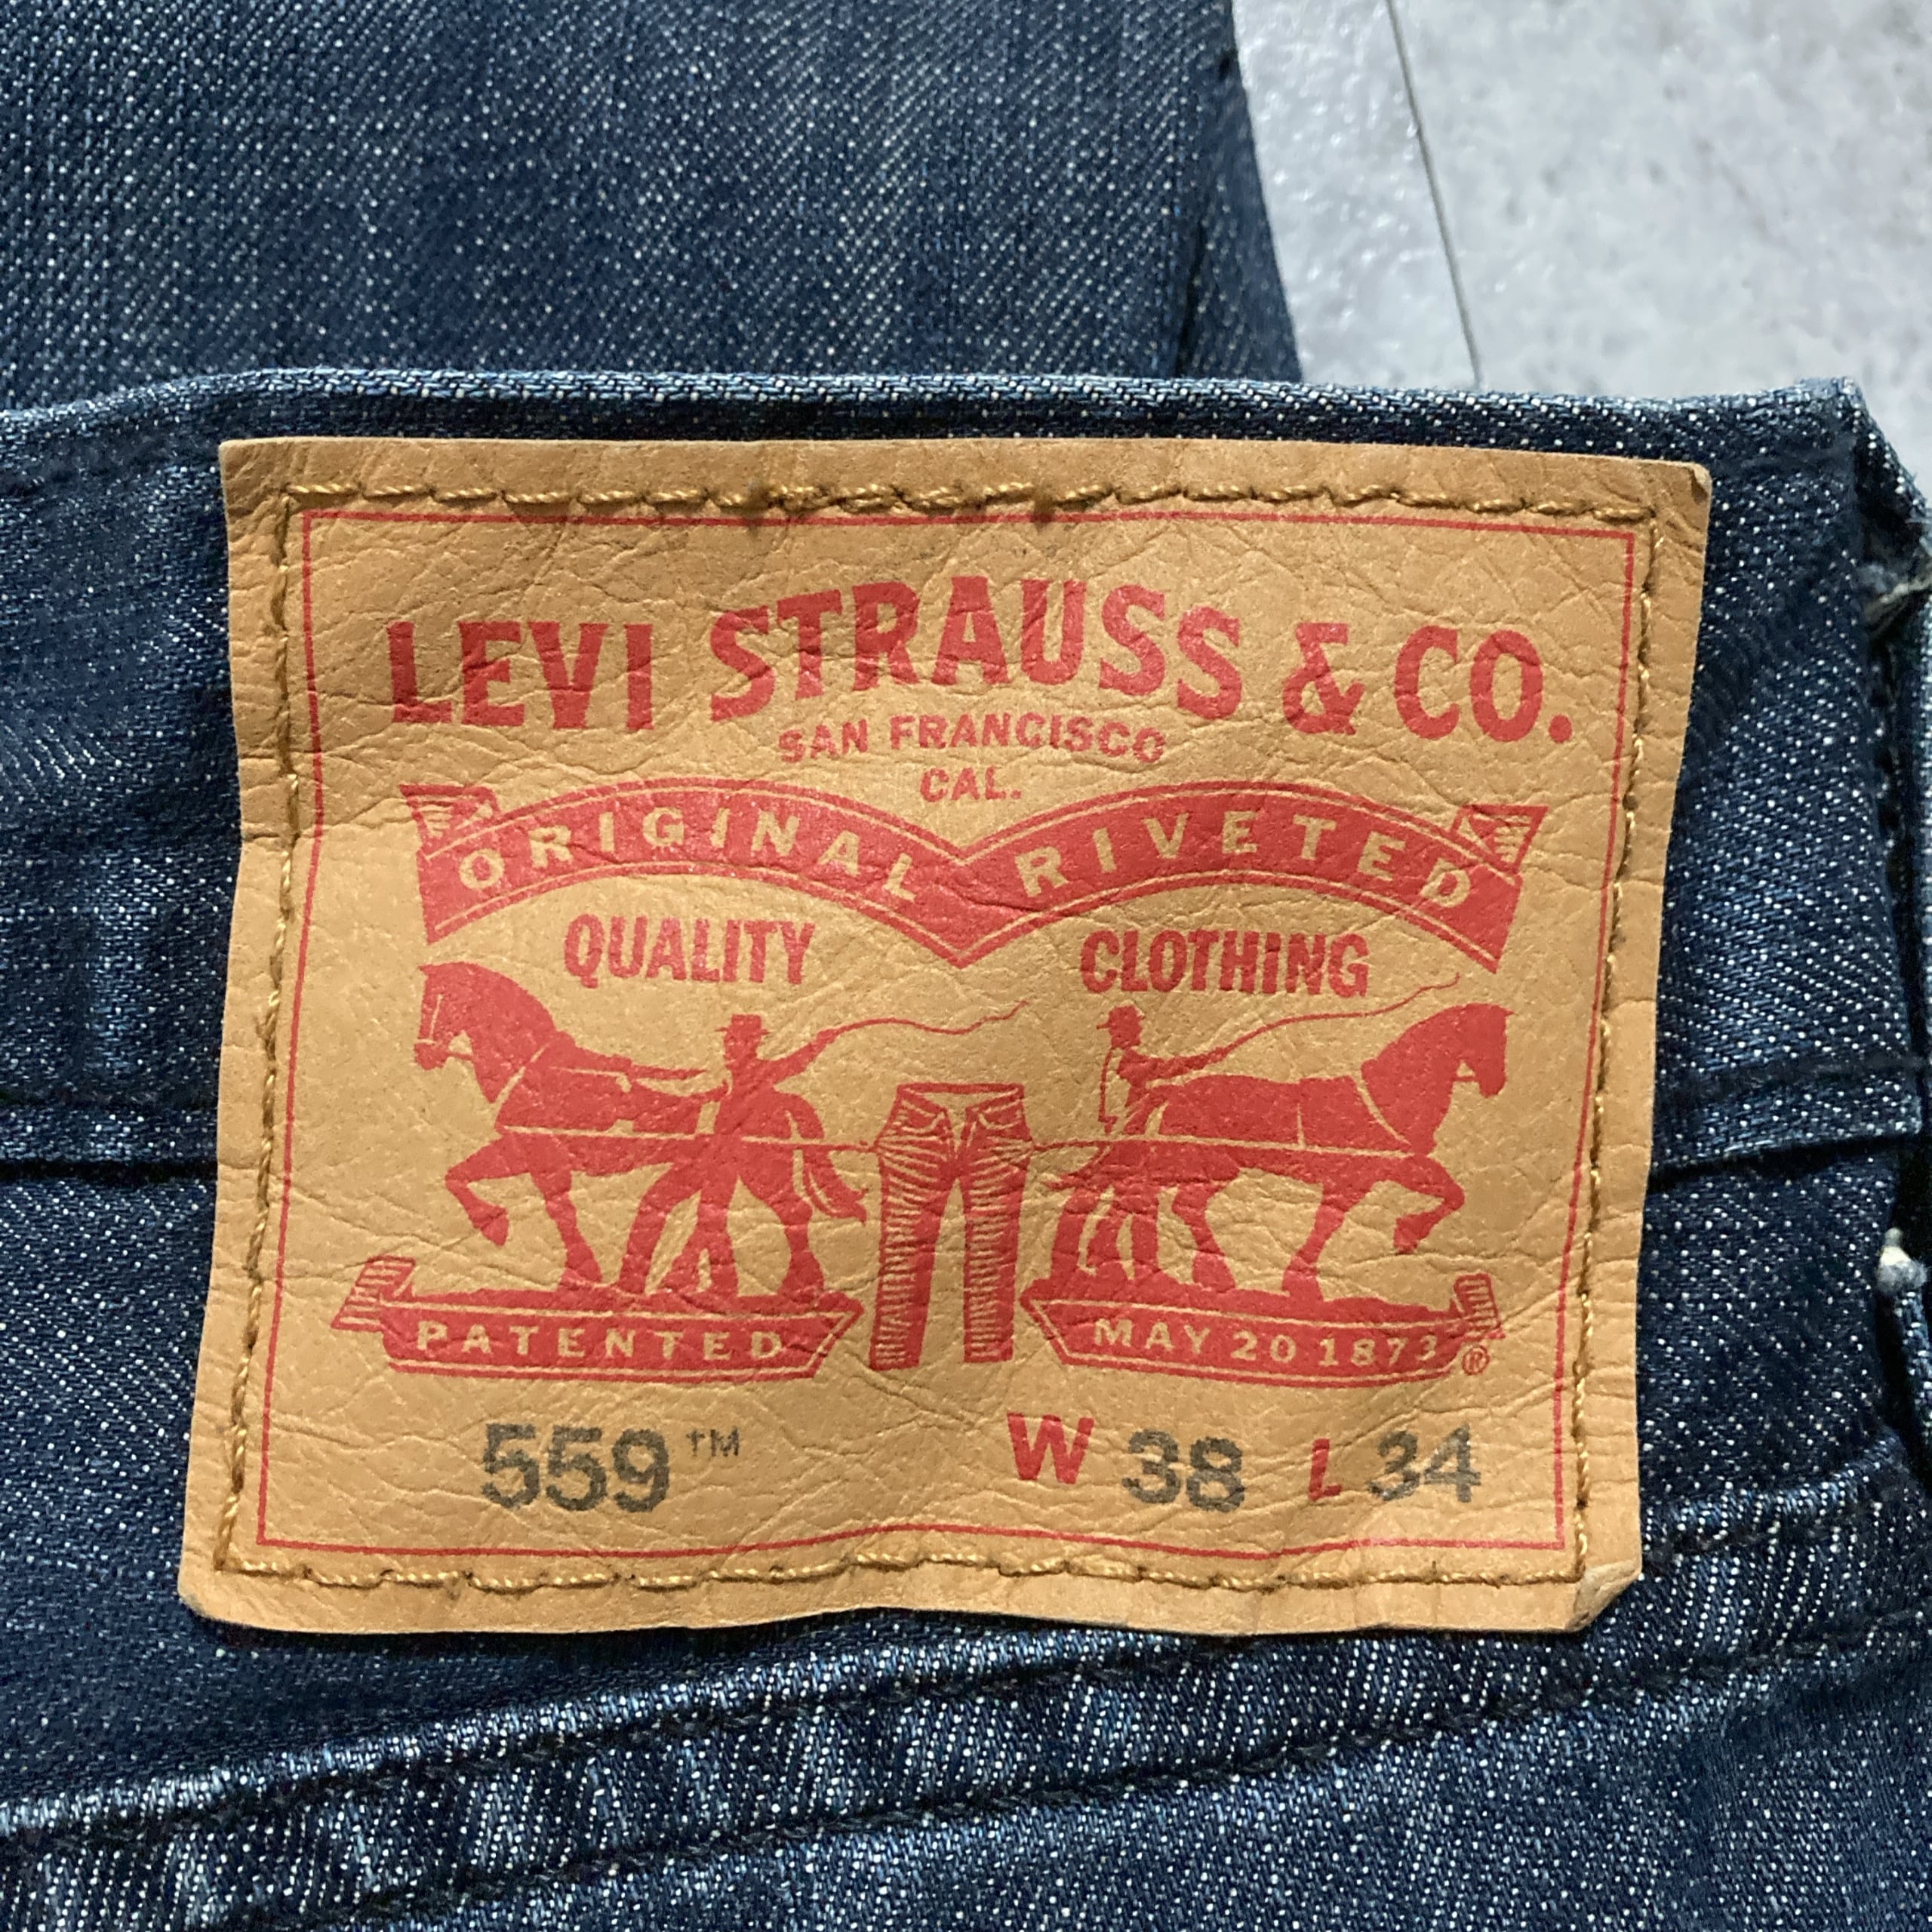 LEVI STRAUSS & CO.
SAN FRANCISCO
CAL.
ORIGINAL RIVETED
QUALITY CLOTHING
PATENTED MAY 20 1873 ®
559™ W 38 L 34